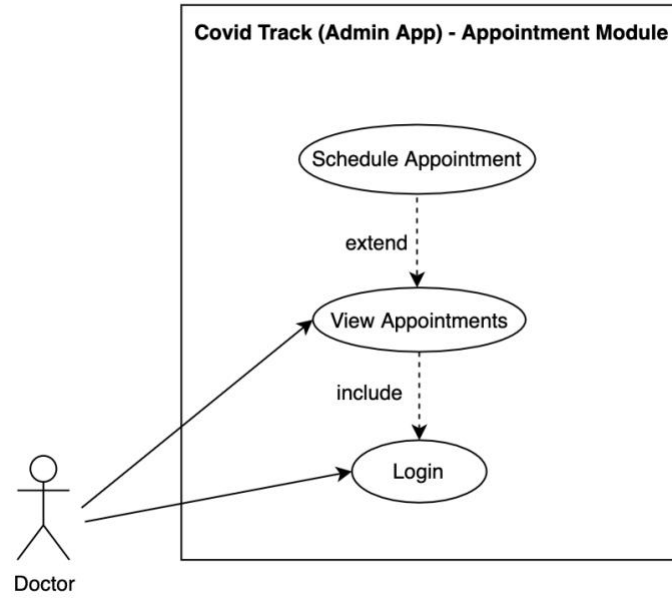 Covid Track (Admin App) - Appointment Module
Schedule Appointment
extend
View Appointments
include
Login
Doctor